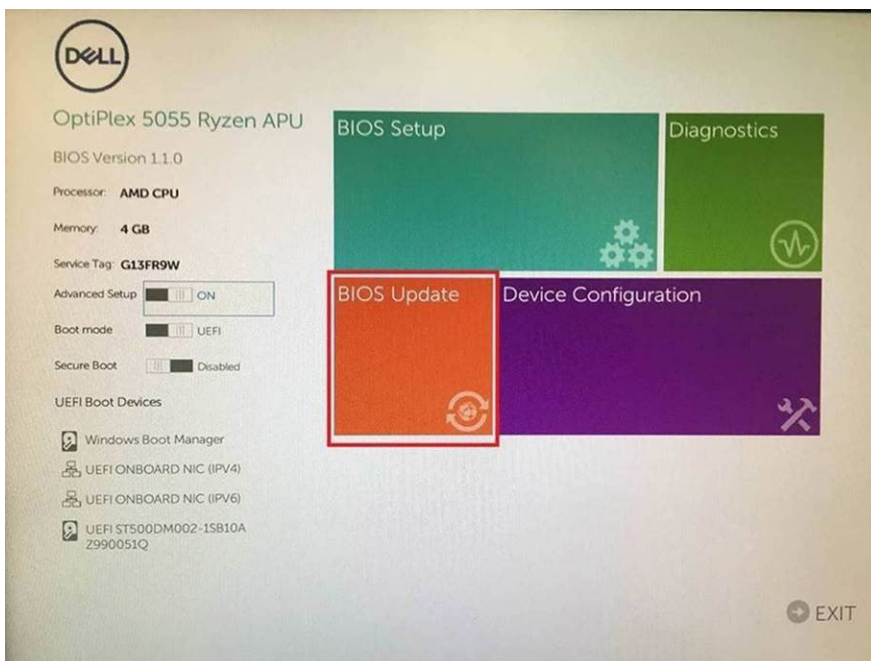 DELL
OptiPlex 5055 Ryzen APU
BIOS Version 1.1.0
Processor: AMD CPU
Memory: 4 GB
Service Tag: G13FR9W
Advanced Setup ON
Boot mode UEFI
Secure Boot Disabled
UEFI Boot Devices
Windows Boot Manager
UEFI ONBOARD NIC (IPV4)
UEFI ONBOARD NIC (IPV6)
UEFI ST500DM002-1SB10A
Z990051Q
BIOS Setup
Diagnostics
BIOS Update
Device Configuration
EXIT